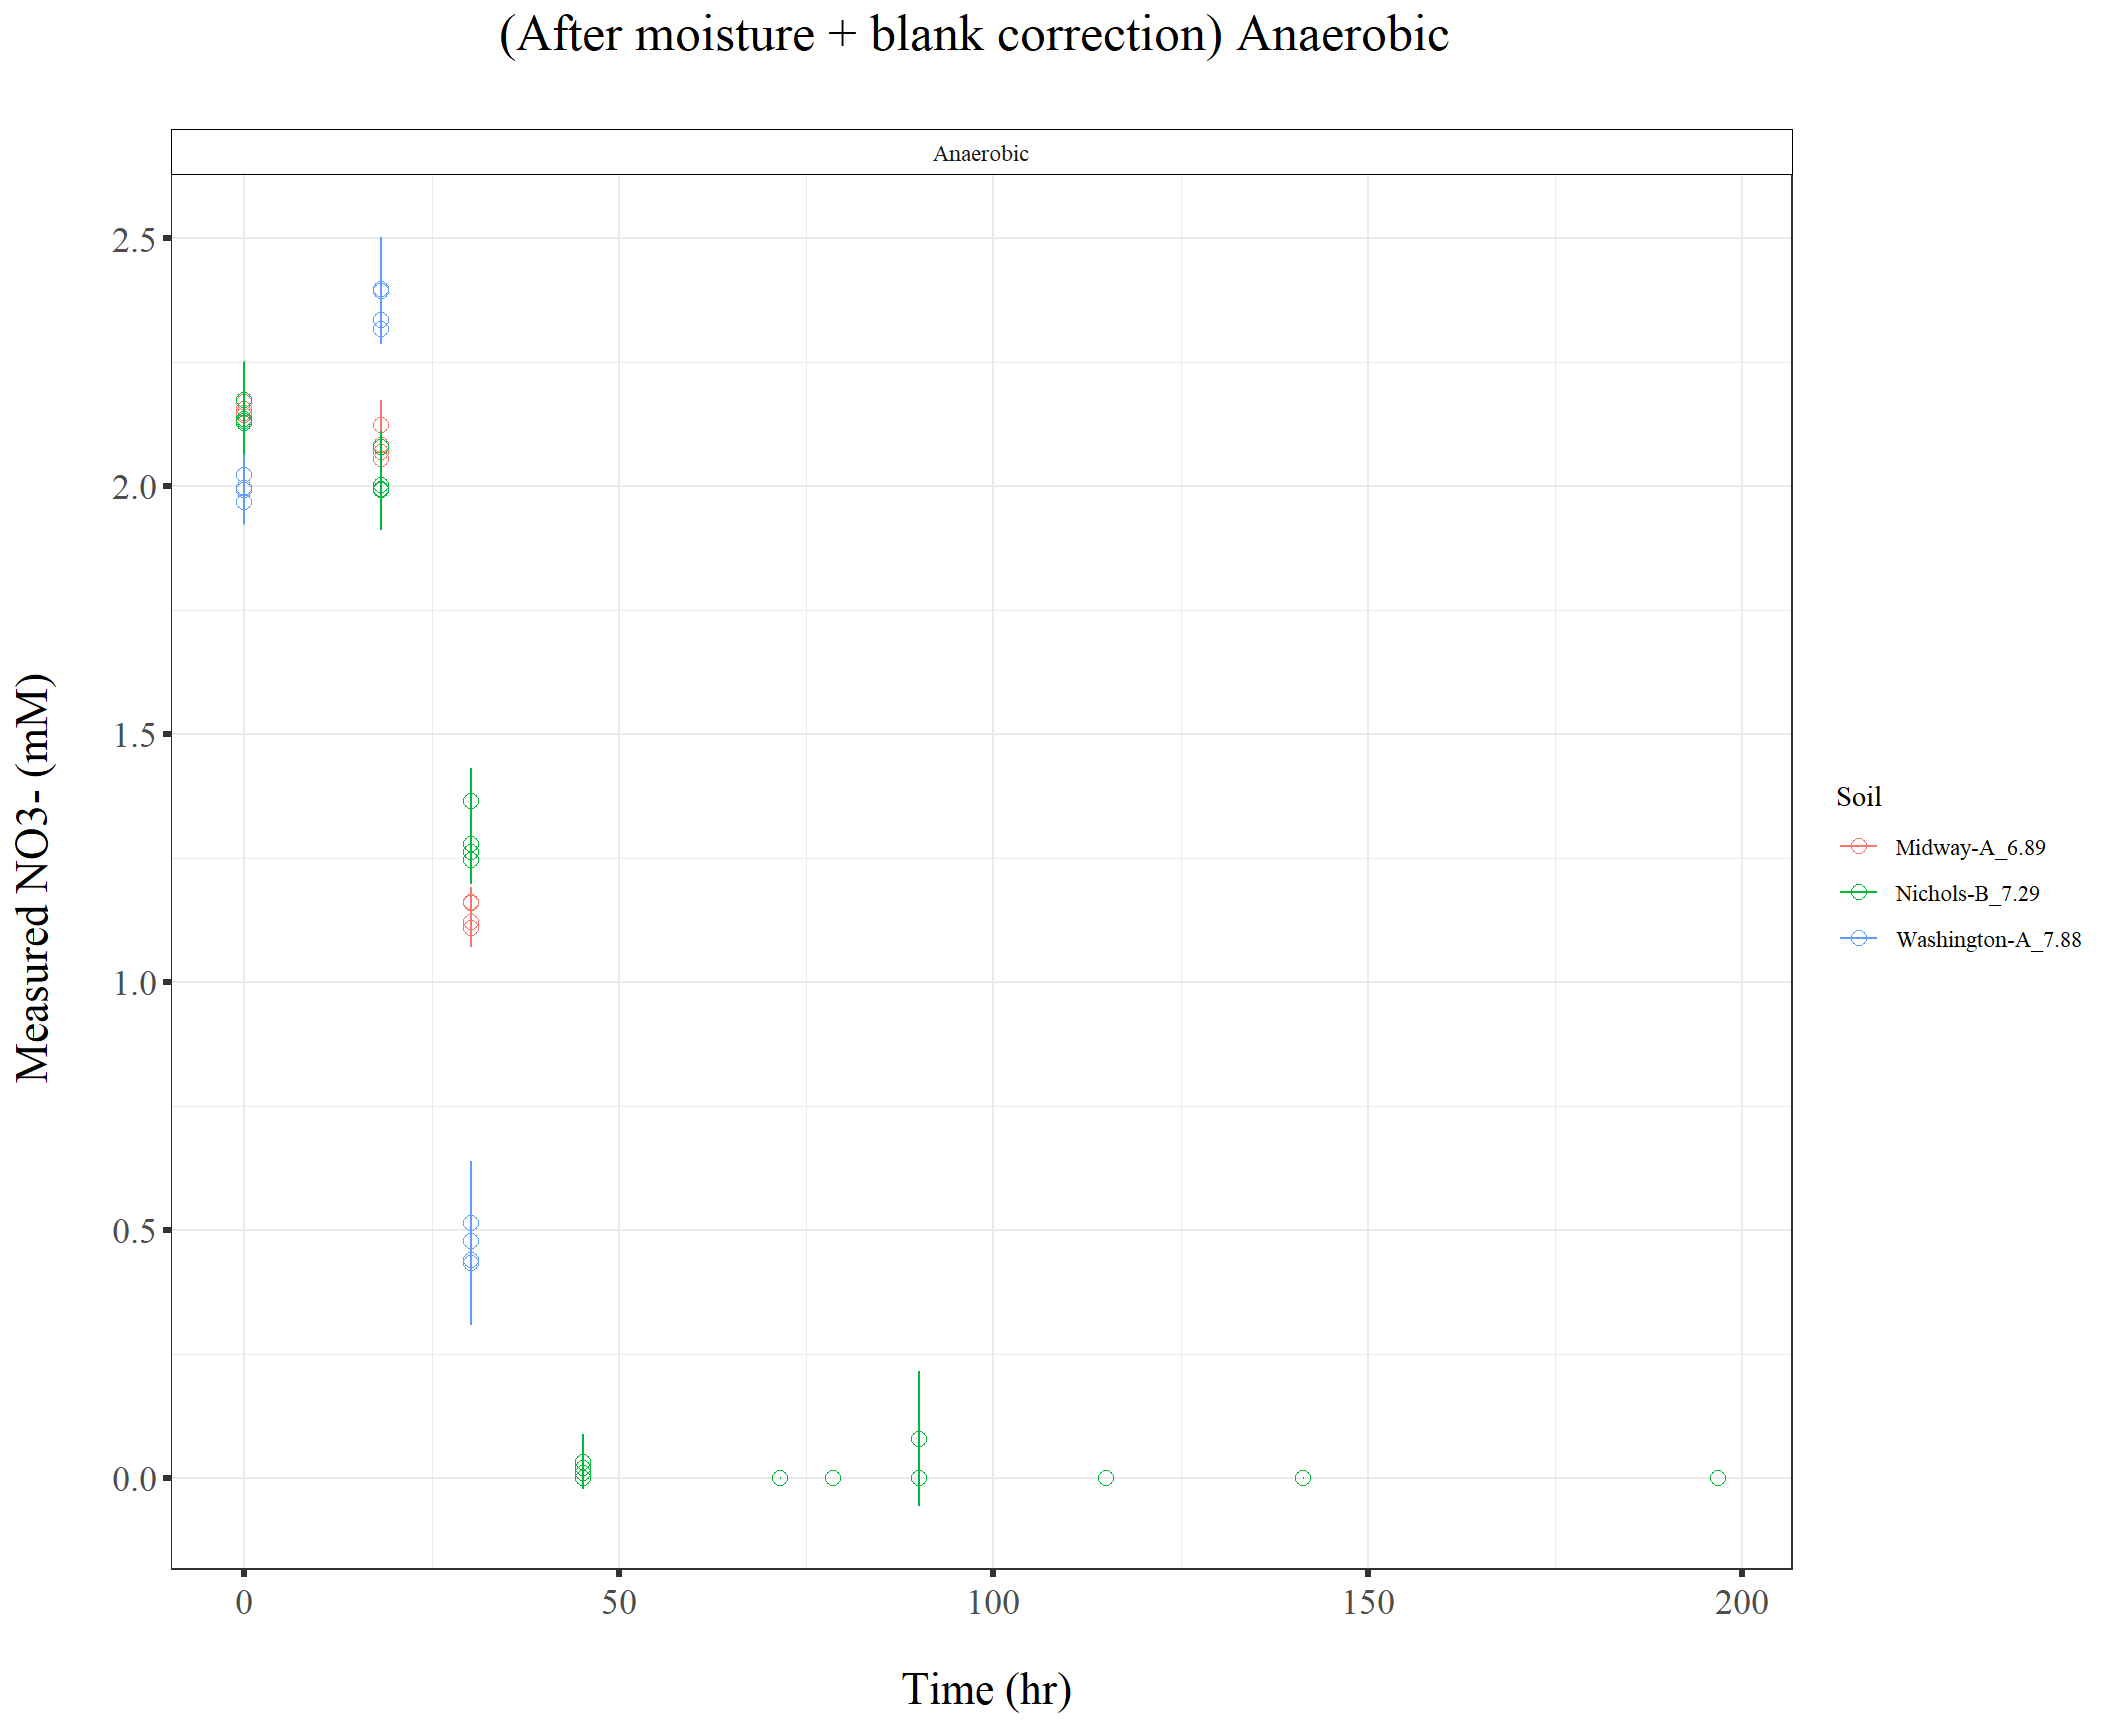 (After moisture + blank correction) Anaerobic
Anaerobic
Measured NO3- (mM)
2.5
2.0
1.5
1.0
0.5
0.0
0 50 100 150 200
Time (hr)
Soil
Midway-A_6.89
Nichols-B_7.29
Washington-A_7.88